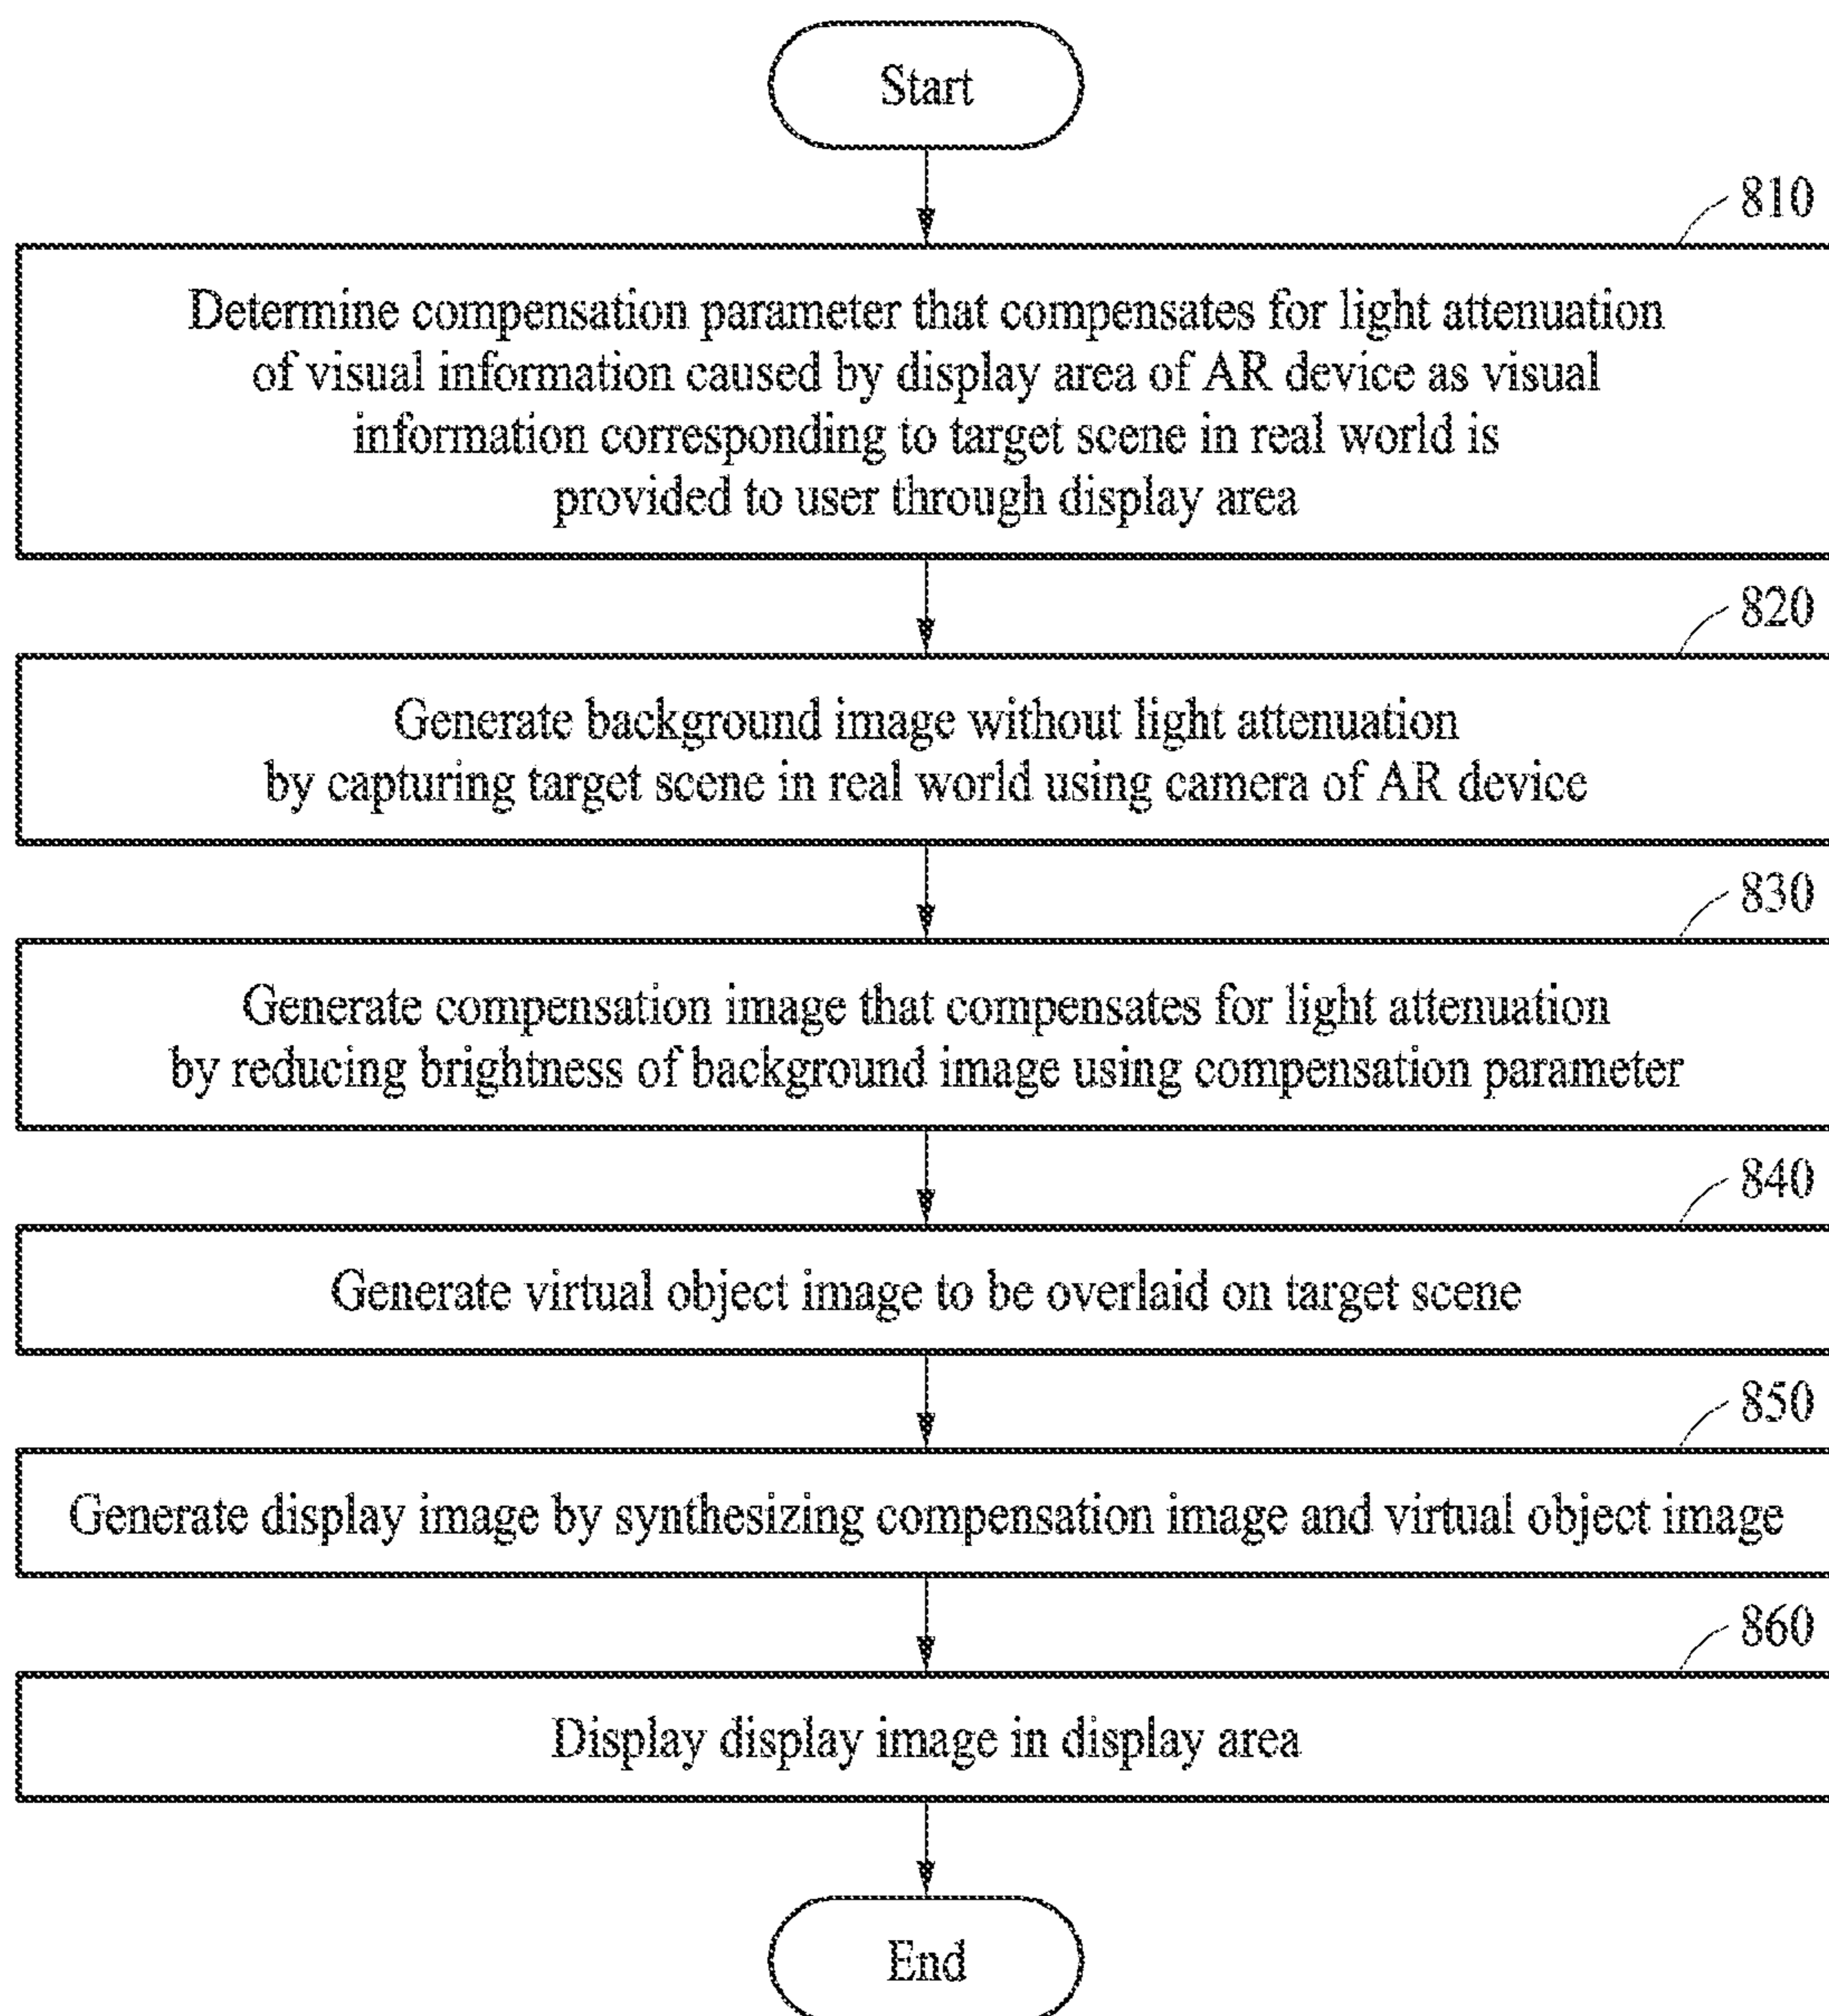 Start
810
Determine compensation parameter that compensates for light attenuation
of visual information caused by display area of AR device as visual
information corresponding to target scene in real world is
provided to user through display area
820
Generate background image without light attenuation
by capturing target scene in real world using camera of AR device
830
Generate compensation image that compensates for light attenuation
by reducing brightness of background image using compensation parameter
840
Generate virtual object image to be overlaid on target scene
850
Generate display image by synthesizing compensation image and virtual object image
860
Display display image in display area
End